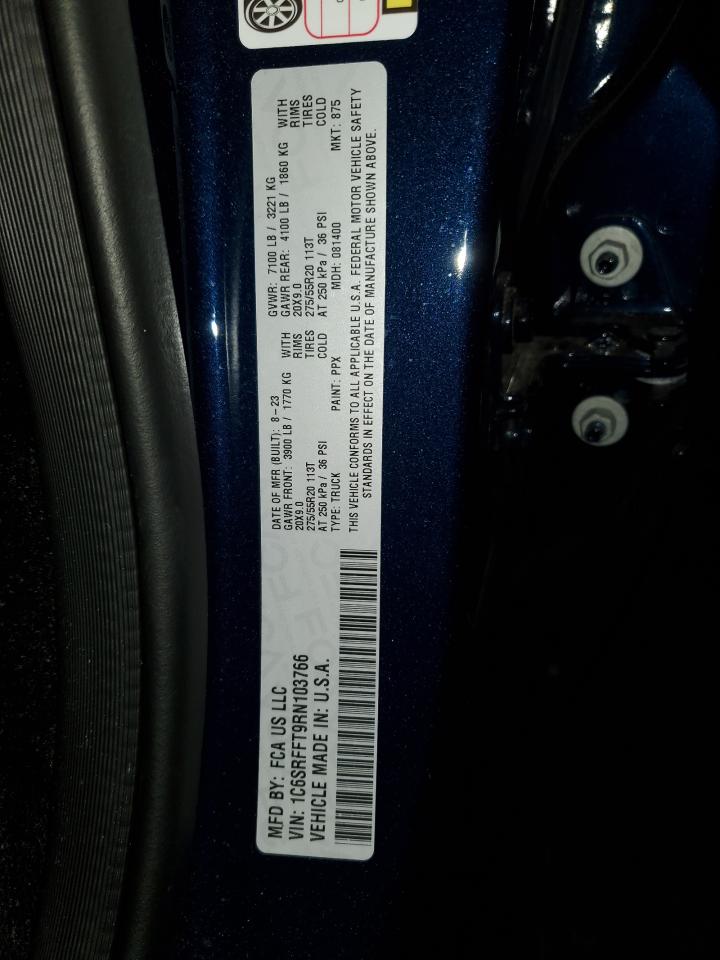 MFD BY: FCA US LLC
VIN: 1C6SRFFT9RN103766
VEHICLE MADE IN: U.S.A.
DATE OF MFR (BUILT): 8-23 GVWR: 7100 LB / 3221 KG
GAWR FRONT: 3900 LB / 1770 KG WITH GAWR REAR: 4100 LB / 1860 KG WITH
20X9.0 RIMS 20X9.0 RIMS
275/55R20 113T TIRES 275/55R20 113T TIRES
AT 250 kPa / 36 PSI COLD AT 250 kPa / 36 PSI COLD
TYPE: TRUCK PAINT: PPX MDH: 081400 MKT: 875
THIS VEHICLE CONFORMS TO ALL APPLICABLE U.S.A. FEDERAL MOTOR VEHICLE SAFETY
STANDARDS IN EFFECT ON THE DATE OF MANUFACTURE SHOWN ABOVE.